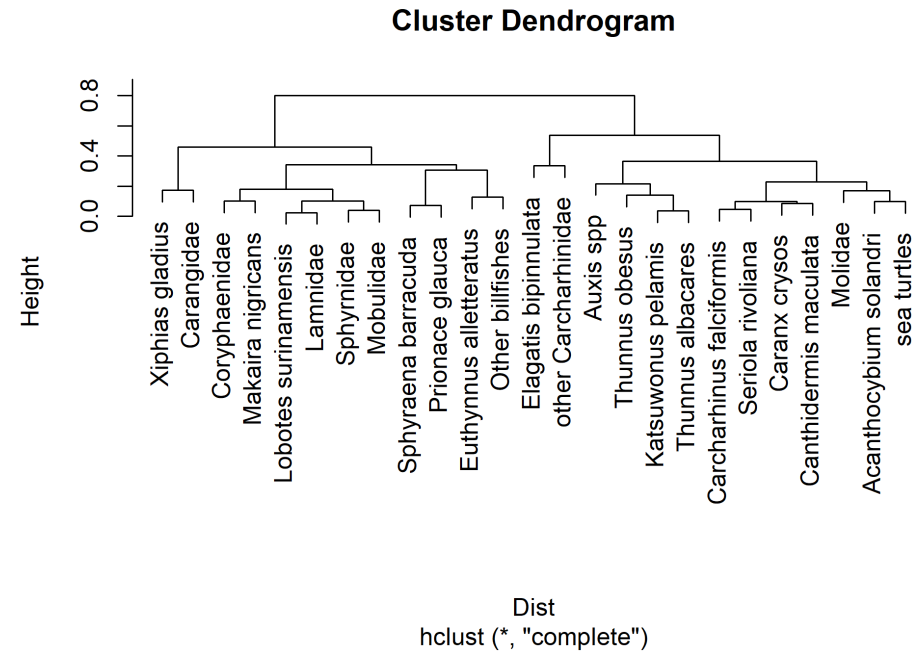 Cluster Dendrogram
Height
0.0
0.4
0.8
Xiphias gladius
Carangidae
Coryphaenidae
Makaira nigricans
Lobotes surinamensis
Lamnidae
Sphyrnidae
Mobulidae
Sphyraena barracuda
Prionace glauca
Euthynnus alletteratus
Other billfishes
Elagatis bipinnulata
other Carcharhinidae
Auxis spp
Thunnus obesus
Katsuwonus pelamis
Thunnus albacares
Carcharhinus falciformis
Seriola rivoliana
Caranx crysos
Canthidermis maculata
Molidae
Acanthocybium solandri
sea turtles
Dist
hclust (*, "complete")